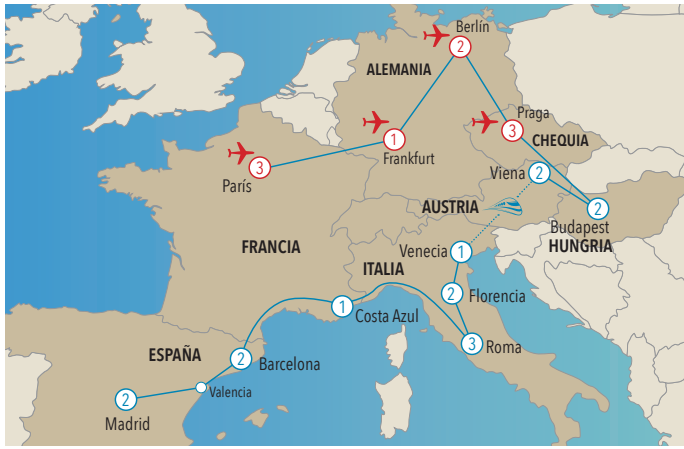 Berlín
2
ALEMANIA
Praga
3
CHEQUIA
1
Frankfurt
3
París
Viena
2
AUSTRIA
2
Budapest
HUNGRIA
FRANCIA
Venecia
1
ITALIA
2
Florencia
1
Costa Azul
3
Roma
ESPAÑA
2
Barcelona
Valencia
2
Madrid